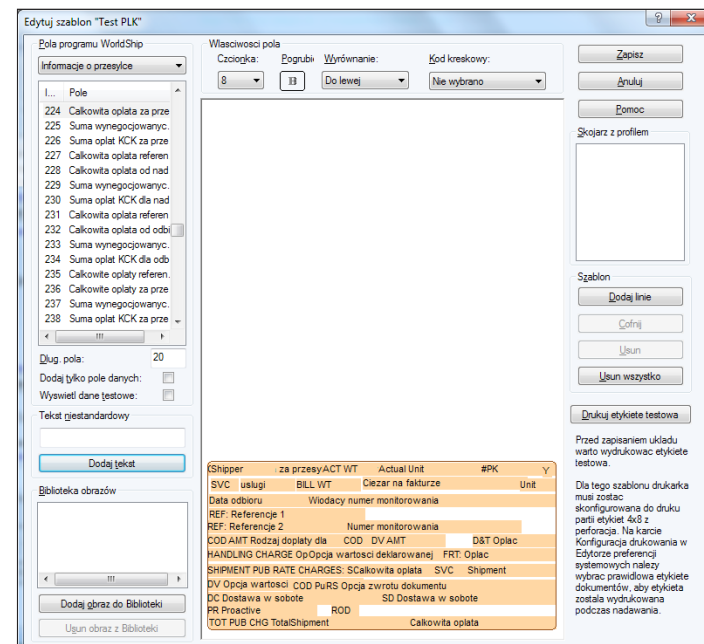 Edytuj szablon "Test PLK"
Pola programu WorldShip
Informacje o przesylce
I... Pole
224 Calkowita oplata za prze
225 Suma wynegocjowanyc.
226 Suma oplat KCK za prze
227 Calkowita oplata referen
228 Calkowita oplata od nad
229 Suma wynegocjowanyc.
230 Suma oplat KCK dla nad
231 Calkowita oplata referen
232 Calkowita oplata od odbi
233 Suma wynegocjowanyc.
234 Suma oplat KCK dla odb
235 Calkowite oplaty referen.
236 Calkowite oplaty za prze
237 Suma wynegocjowanyc.
238 Suma oplat KCK za prze
Dlug. pola: 20
Dodaj tylko pole danych:
Wyswietl dane testowe:
Tekst niestandardowy
Dodaj tekst
Biblioteka obrazów
Dodaj obraz do Biblioteki
Usun obraz z Biblioteki
Wlasciwosci pola
Czcionka: Pogrubie Wyrównanie: Kod kreskowy:
8 B Do lewej Nie wybrano
Shipper za przesy ACT WT Actual Unit #PK Y
SVC uslugi BILL WT Ciezar na fakturze Unit
Data odbioru Wiodacy numer monitorowania
REF: Referencje 1
REF: Referencje 2 Numer monitorowania
COD AMT Rodzaj doplaty dla COD DV AMT D&T Oplac
HANDLING CHARGE OpOpcja wartosci deklarowanej FRT: Oplac
SHIPMENT PUB RATE CHARGES: SCalkowita oplata SVC Shipment
DV Opcja wartosci COD PuRS Opcja zwrotu dokumentu
DC Dostawa w sobote SD Dostawa w sobote
PR Proactive ROD
TOT PUB CHG TotalShipment Calkowita oplata
Zapisz
Anuluj
Pomoc
Skojarz z profilem
Szablon
Dodaj linie
Cofnij
Usun
Usun wszystko
Drukuj etykiete testowa
Przed zapisaniem ukladu
warto wydrukowac etykiete
testowa.
Dla tego szablonu drukarka
musi zostac
skonfigurowana do druku
partii etykiet 4x8 z
perforacja. Na karcie
Konfiguracja drukowania w
Edytorze preferencji
systemowych nalezy
wybrac prawidlowa etykiete
dokumentów, aby etykieta
zostala wydrukowana
podczas nadawania.